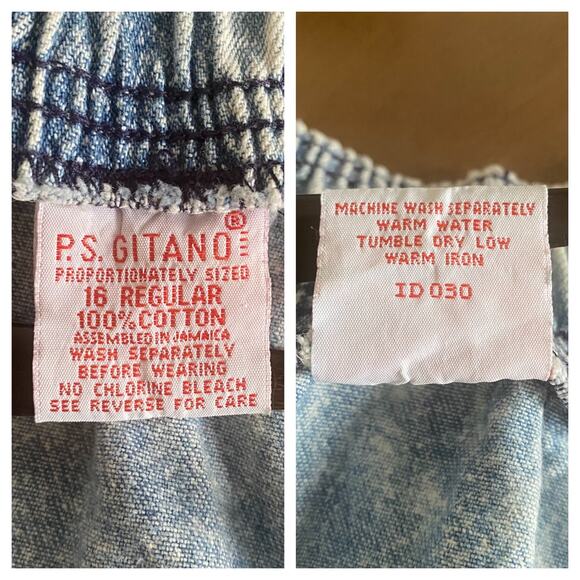 P.S. GITANO®
PROPORTIONATELY SIZED
16 REGULAR
100% COTTON
ASSEMBLED IN JAMAICA
WASH SEPARATELY
BEFORE WEARING
NO CHLORINE BLEACH
SEE REVERSE FOR CARE
MACHINE WASH SEPARATELY
WARM WATER
TUMBLE DRY LOW
WARM IRON
ID 030